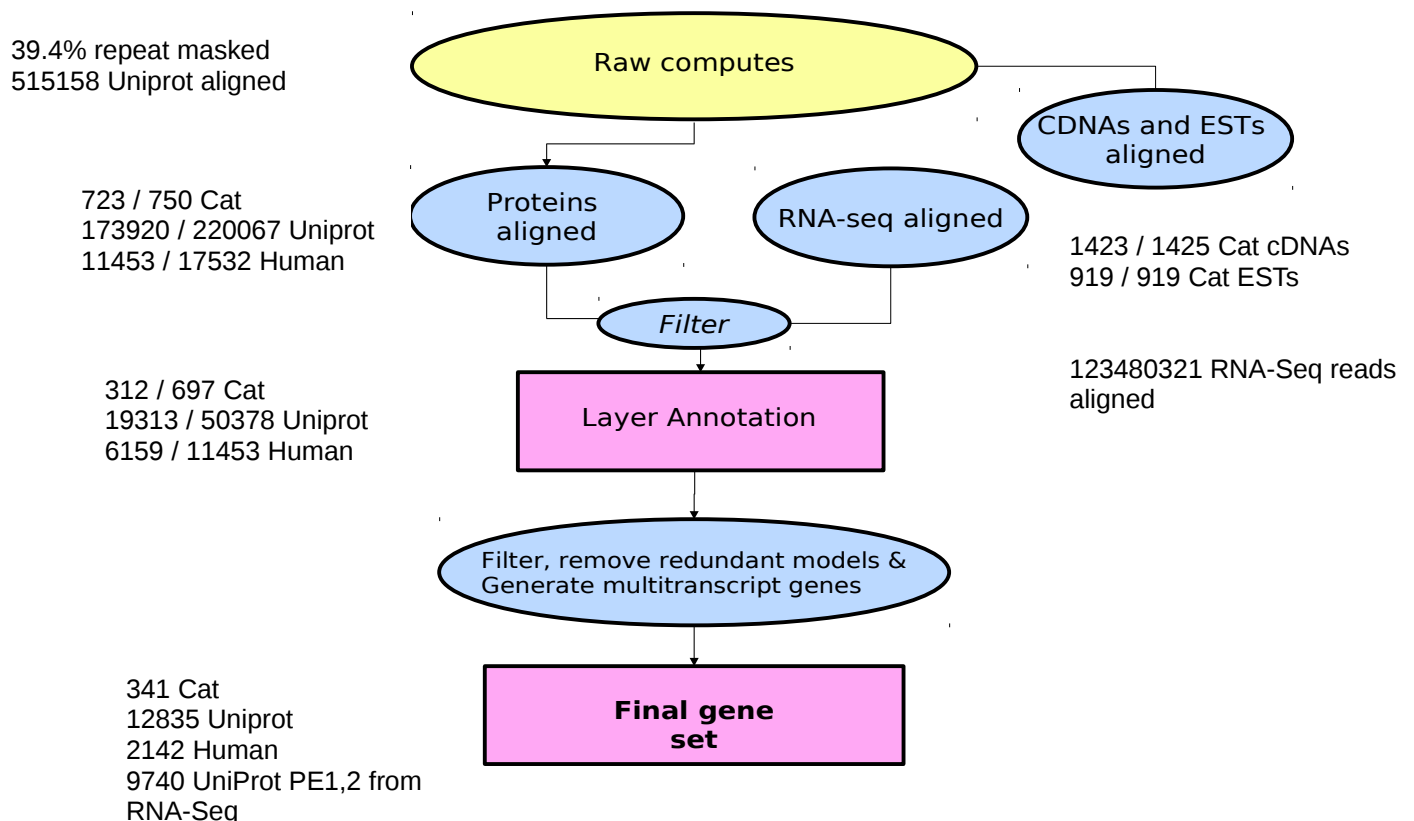 39.4% repeat masked
515158 Uniprot aligned
Raw computes
CDNAs and ESTs
aligned
723 / 750 Cat
173920 / 220067 Uniprot
11453 / 17532 Human
Proteins
aligned
RNA-seq aligned
1423 / 1425 Cat cDNAs
919 / 919 Cat ESTs
Filter
312 / 697 Cat
19313 / 50378 Uniprot
6159 / 11453 Human
Layer Annotation
123480321 RNA-Seq reads
aligned
Filter, remove redundant models &
Generate multitranscript genes
341 Cat
12835 Uniprot
2142 Human
9740 UniProt PE1,2 from
RNA-Seq
Final gene
set